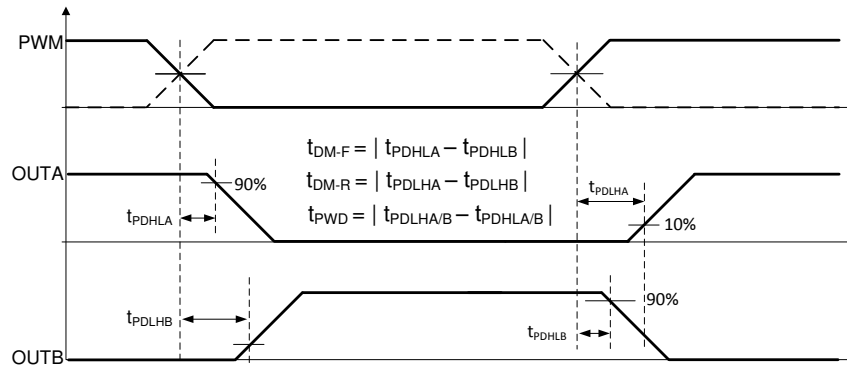 PWM
t_DM-F = | t_PDHLA – t_PDHLB |
OUTA
90%
t_DM-R = | t_PDLHA – t_PDLHB |
t_PDLHA
t_PDHLA
t_PWD = | t_PDLHA/B – t_PDHLA/B |
10%
90%
t_PDLHB
t_PDHLB
OUTB